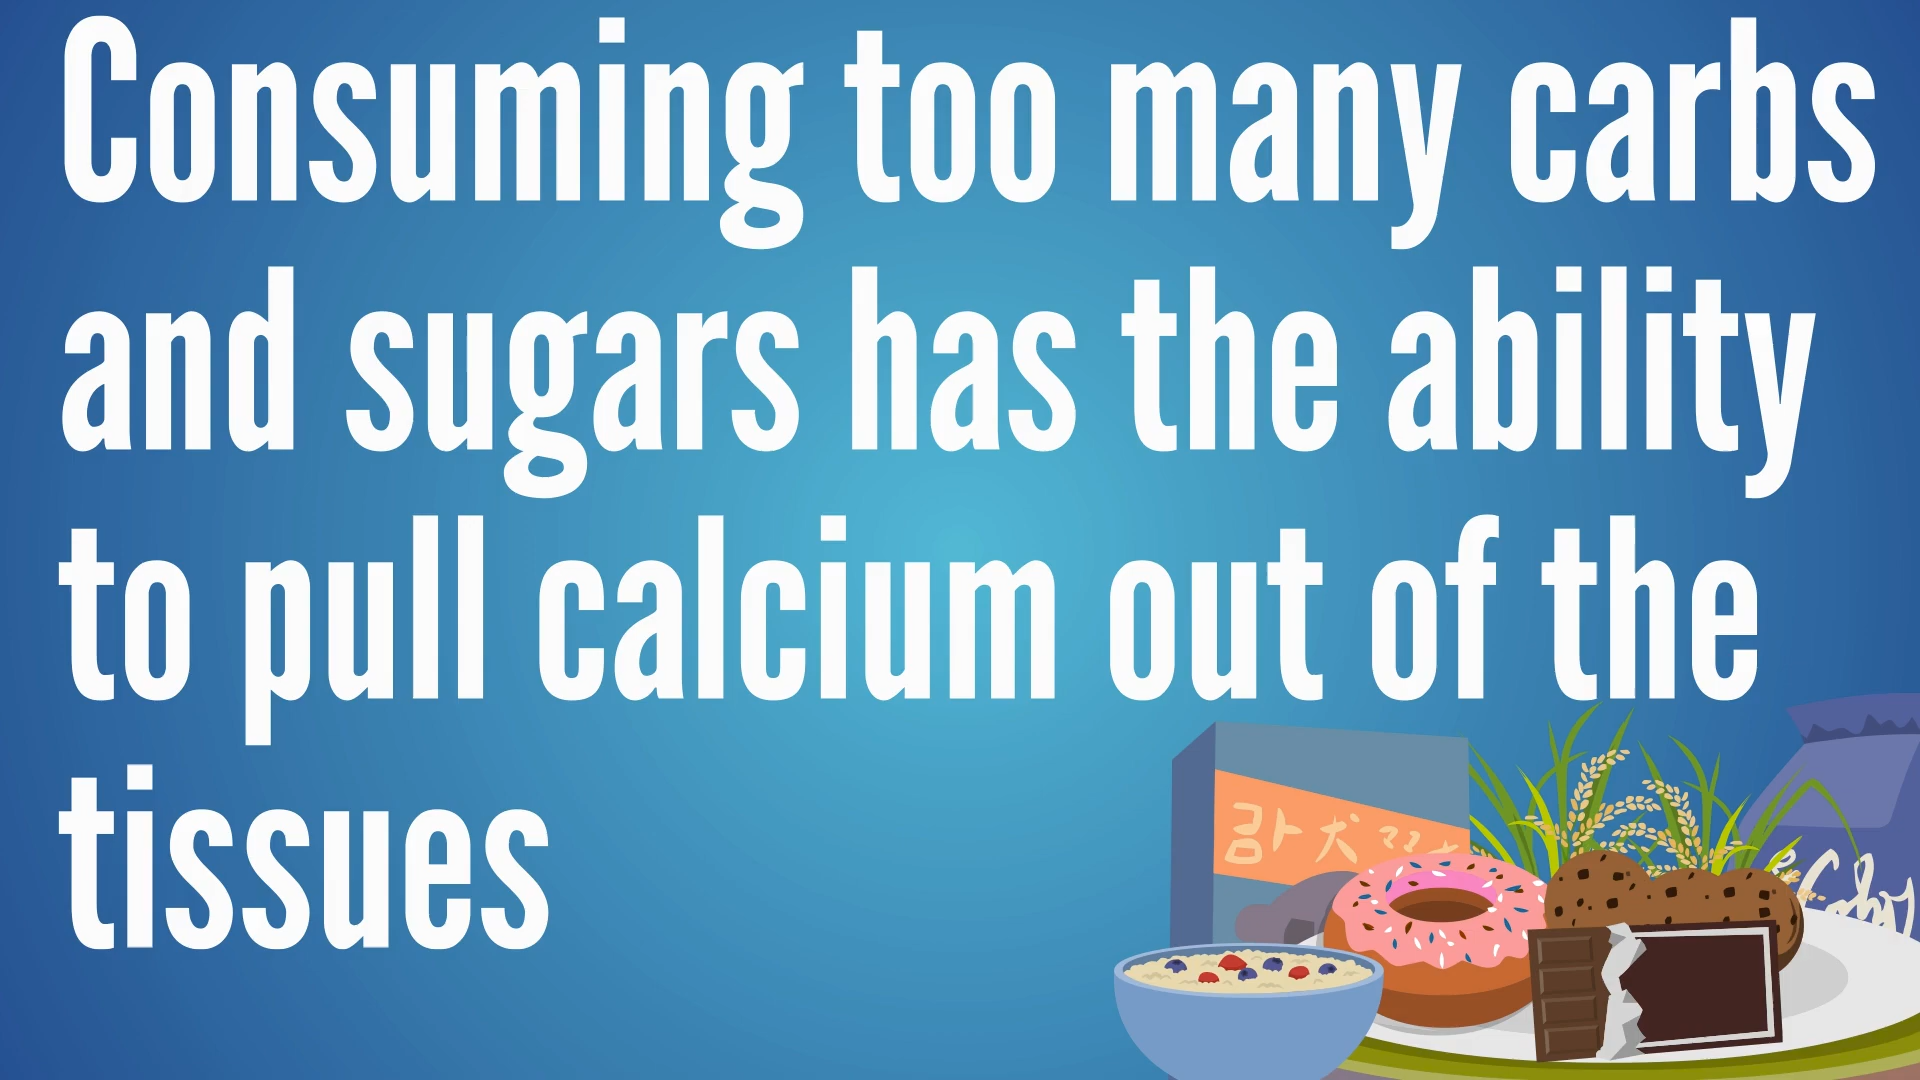 Consuming too many carbs
and sugars has the ability
to pull calcium out of the
tissues